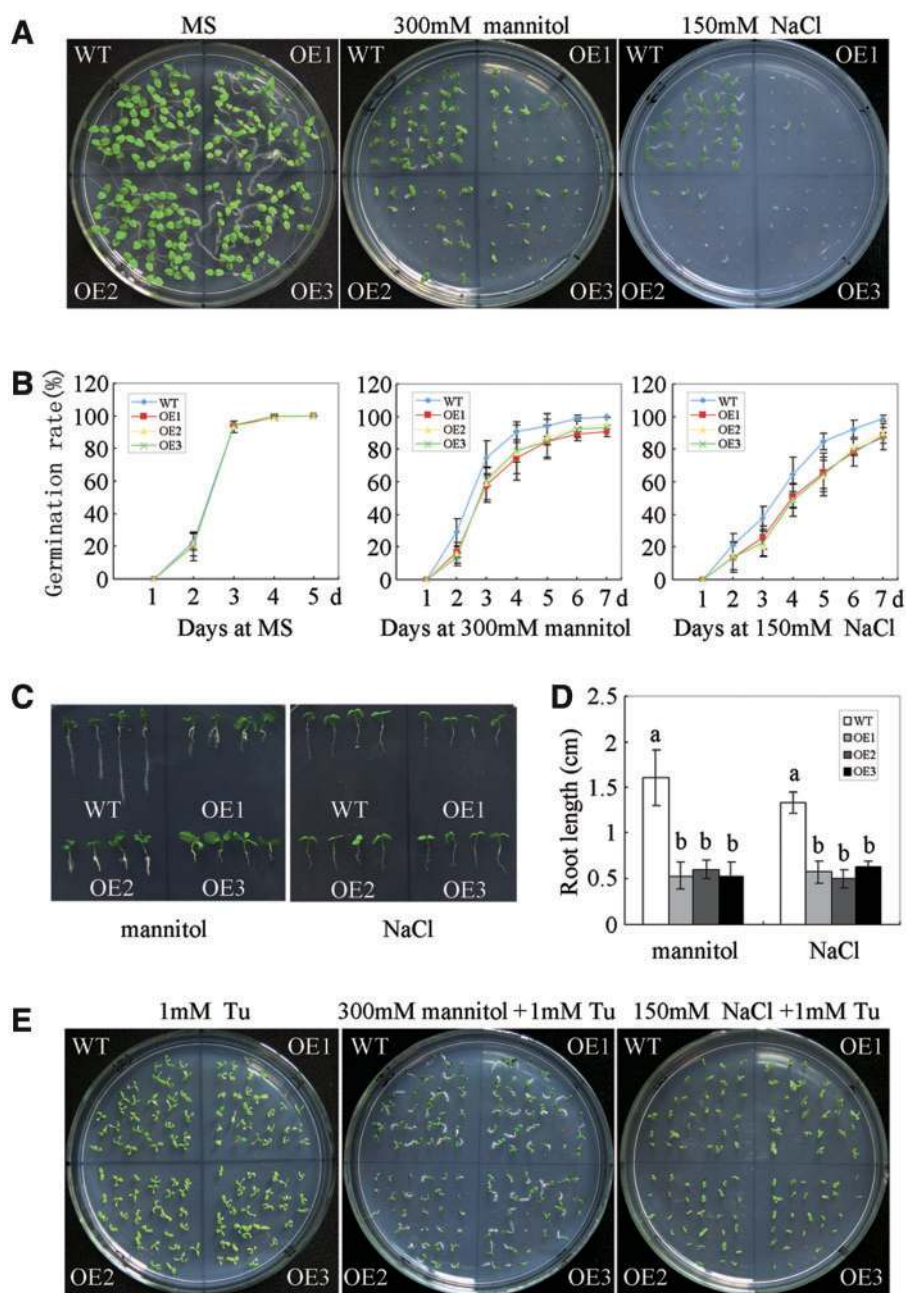 A
MS
300mM mannitol
150mM NaCl
WT
OE1
WT
OE1
WT
OE1
OE2
OE3
OE2
OE3
OE2
OE3
B
Germination rate(%)
120
100
80
60
40
20
0
WT
OE1
OE2
OE3
1 2 3 4 5 d
Days at MS
120
100
80
60
40
20
0
WT
OE1
OE2
OE3
1 2 3 4 5 6 7 d
Days at 300mM mannitol
120
100
80
60
40
20
0
WT
OE1
OE2
OE3
1 2 3 4 5 6 7 d
Days at 150mM NaCl
C
WT
OE1
OE2
OE3
mannitol
WT
OE1
OE2
OE3
NaCl
D
Root length (cm)
2.5
2
1.5
1
0.5
0
WT
OE1
OE2
OE3
a
b b b
a
b b b
mannitol
NaCl
E
1mM Tu
300mM mannitol +1mM Tu
150mM NaCl +1mM Tu
WT
OE1
WT
OE1
WT
OE1
OE2
OE3
OE2
OE3
OE2
OE3